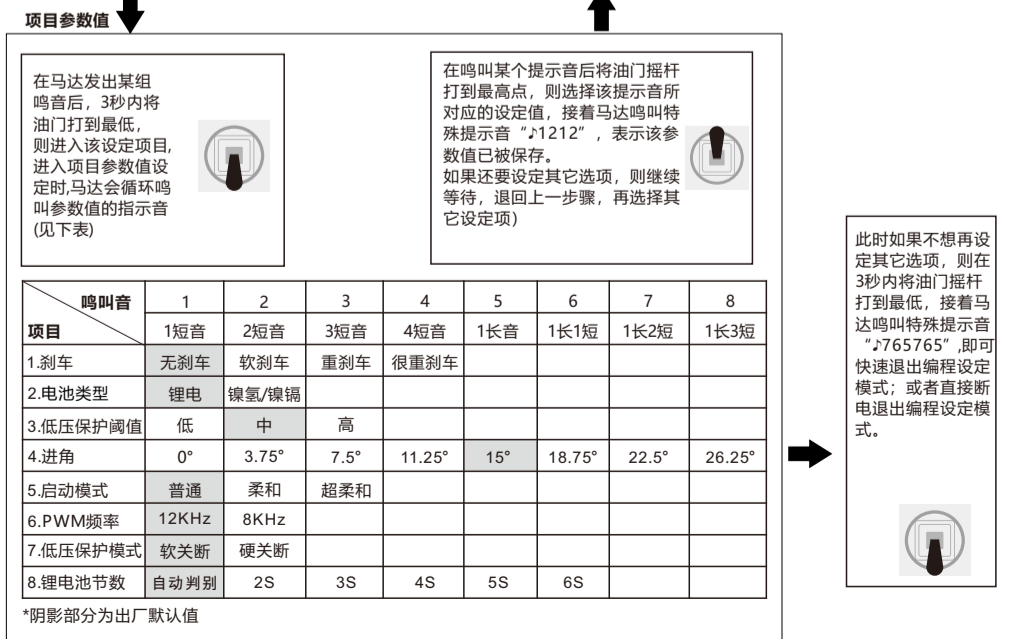 项目参数值
在马达发出某组
鸣音后，3秒内将
油门打到最低，
则进入该设定项目,
进入项目参数值设
定时,马达会循环鸣
叫参数值的指示音
(见下表)
在鸣叫某个提示音后将油门摇杆
打到最高点，则选择该提示音所
对应的设定值，接着马达鸣叫特
殊提示音“♪1212”，表示该参
数值已被保存。
如果还要设定其它选项，则继续
等待，退回上一步骤，再选择其
它设定项)
鸣叫音 1 2 3 4 5 6 7 8
项目 1短音 2短音 3短音 4短音 1长音 1长1短 1长2短 1长3短
1.刹车 无刹车 软刹车 重刹车 很重刹车
2.电池类型 锂电 镍氢/镍镉
3.低压保护阈值 低 中 高
4.进角 0° 3.75° 7.5° 11.25° 15° 18.75° 22.5° 26.25°
5.启动模式 普通 柔和 超柔和
6.PWM频率 12KHz 8KHz
7.低压保护模式 软关断 硬关断
8.锂电池节数 自动判别 2S 3S 4S 5S 6S
*阴影部分为出厂默认值
此时如果不想再设
定其它选项，则在
3秒内将油门摇杆
打到最低，接着马
达鸣叫特殊提示音
“♪765765”,即可
快速退出编程设定
模式；或者直接断
电退出编程设定模
式。